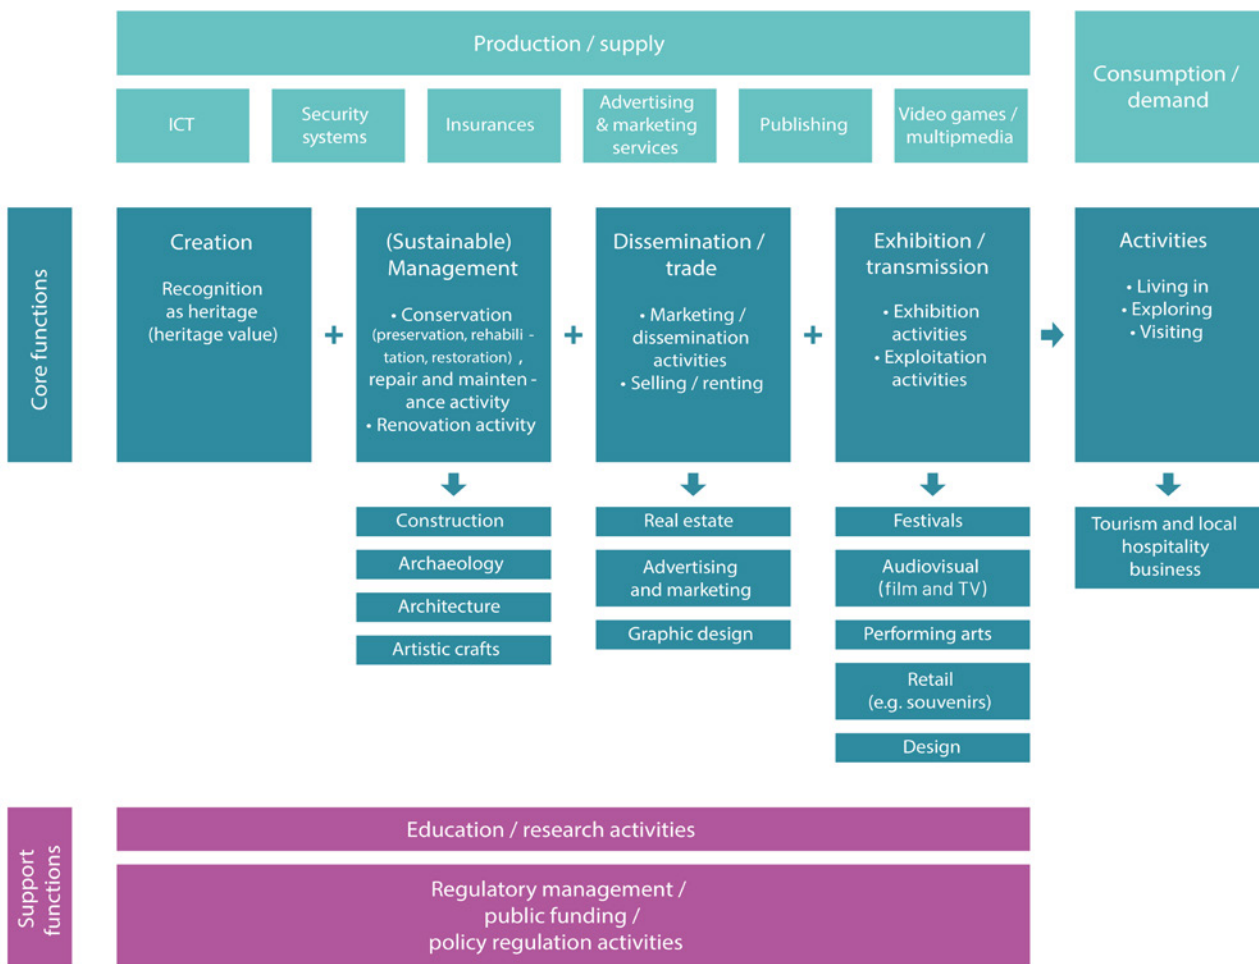 Production / supply
Consumption /
demand
ICT
Security
systems
Insurances
Advertising
& marketing
services
Publishing
Video games /
multipmedia
Core functions
Creation
Recognition
as heritage
(heritage value)
+
(Sustainable)
Management
• Conservation
(preservation, rehabili -
tation, restoration) ,
repair and mainten -
ance activity
• Renovation activity
+
Dissemination /
trade
• Marketing /
dissemination
activities
• Selling / renting
+
Exhibition /
transmission
• Exhibition
activities
• Exploitation
activities
Activities
• Living in
• Exploring
• Visiting
Construction
Archaeology
Architecture
Artistic crafts
Real estate
Advertising
and marketing
Graphic design
Festivals
Audiovisual
(film and TV)
Performing arts
Retail
(e.g. souvenirs)
Design
Tourism and local
hospitality
business
Support
functions
Education / research activities
Regulatory management /
public funding /
policy regulation activities